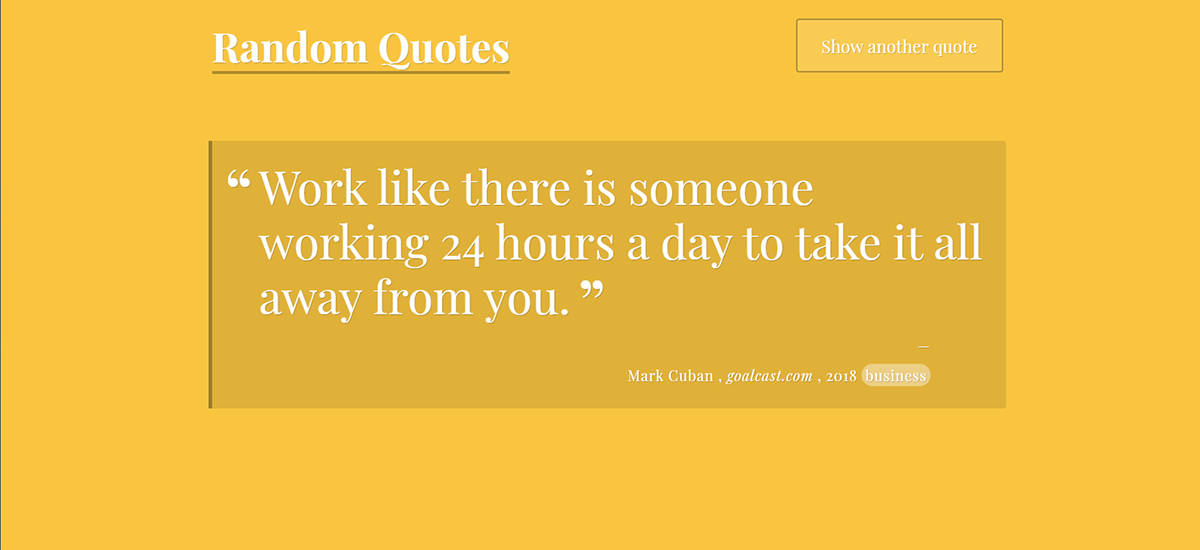 Random Quotes
Show another quote
“ Work like there is someone
working 24 hours a day to take it all
away from you. ”
—
Mark Cuban , goalcast.com , 2018 business